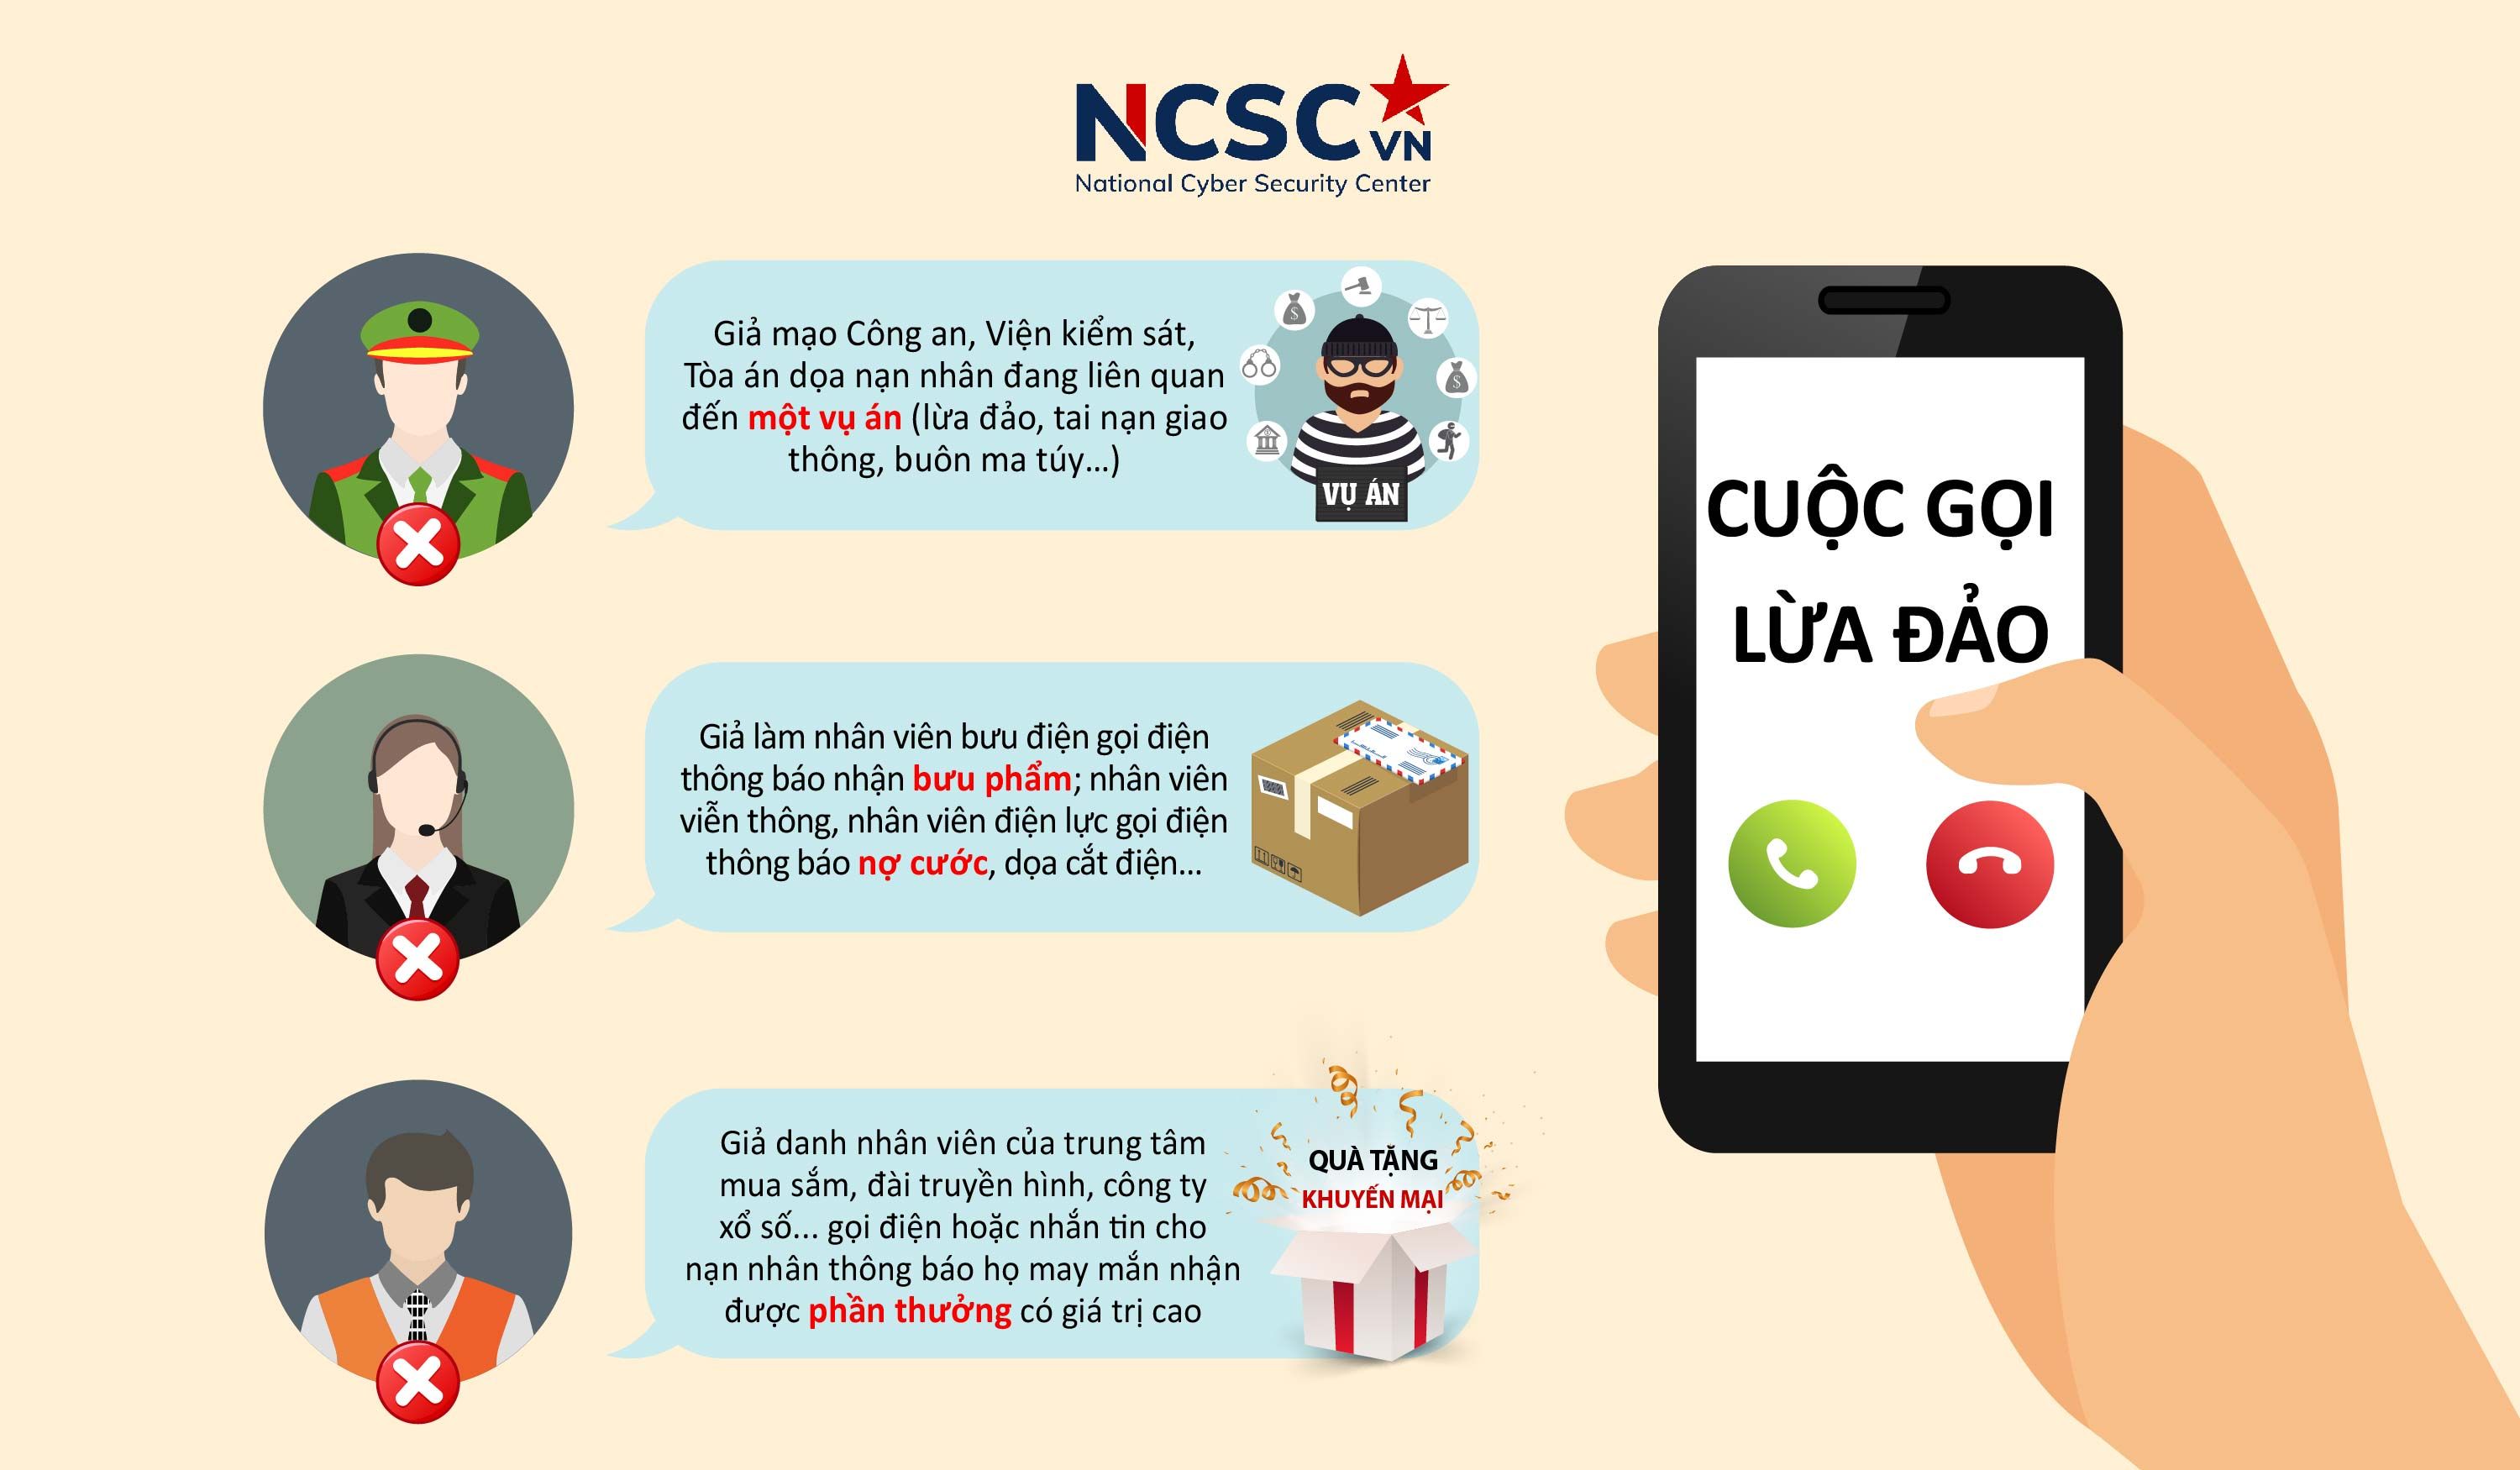 NCSC VN
National Cyber Security Center
Giả mạo Công an, Viện kiểm sát,
Tòa án dọa nạn nhân đang liên quan
đến một vụ án (lừa đảo, tai nạn giao
thông, buôn ma túy...)
VỤ ÁN
Giả làm nhân viên bưu điện gọi điện
thông báo nhận bưu phẩm; nhân viên
viễn thông, nhân viên điện lực gọi điện
thông báo nợ cước, dọa cắt điện...
Giả danh nhân viên của trung tâm
mua sắm, đài truyền hình, công ty
xổ số... gọi điện hoặc nhắn tin cho
nạn nhân thông báo họ may mắn nhận
được phần thưởng có giá trị cao
QUÀ TẶNG
KHUYẾN MẠI
CUỘC GỌI
LỪA ĐẢO